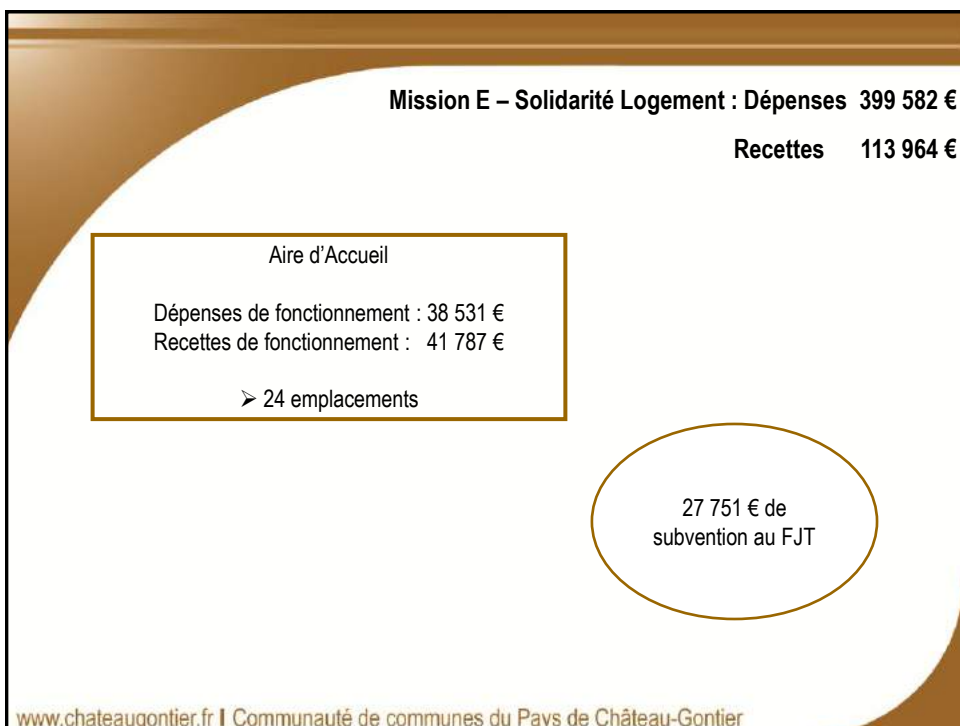 Mission E – Solidarité Logement : Dépenses 399 582 €
Recettes 113 964 €
Aire d’Accueil
Dépenses de fonctionnement : 38 531 €
Recettes de fonctionnement : 41 787 €
➢ 24 emplacements
27 751 € de
subvention au FJT
www.chateaugontier.fr I Communauté de communes du Pays de Château-Gontier